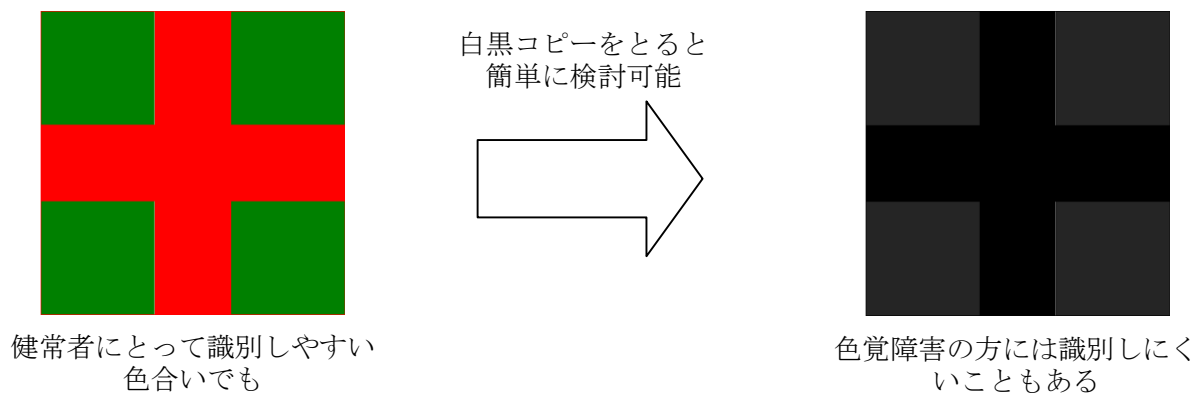 白黒コピーをとると
簡単に検討可能
健常者にとって識別しやすい
色合いでも
色覚障害の方には識別しにく
いこともある